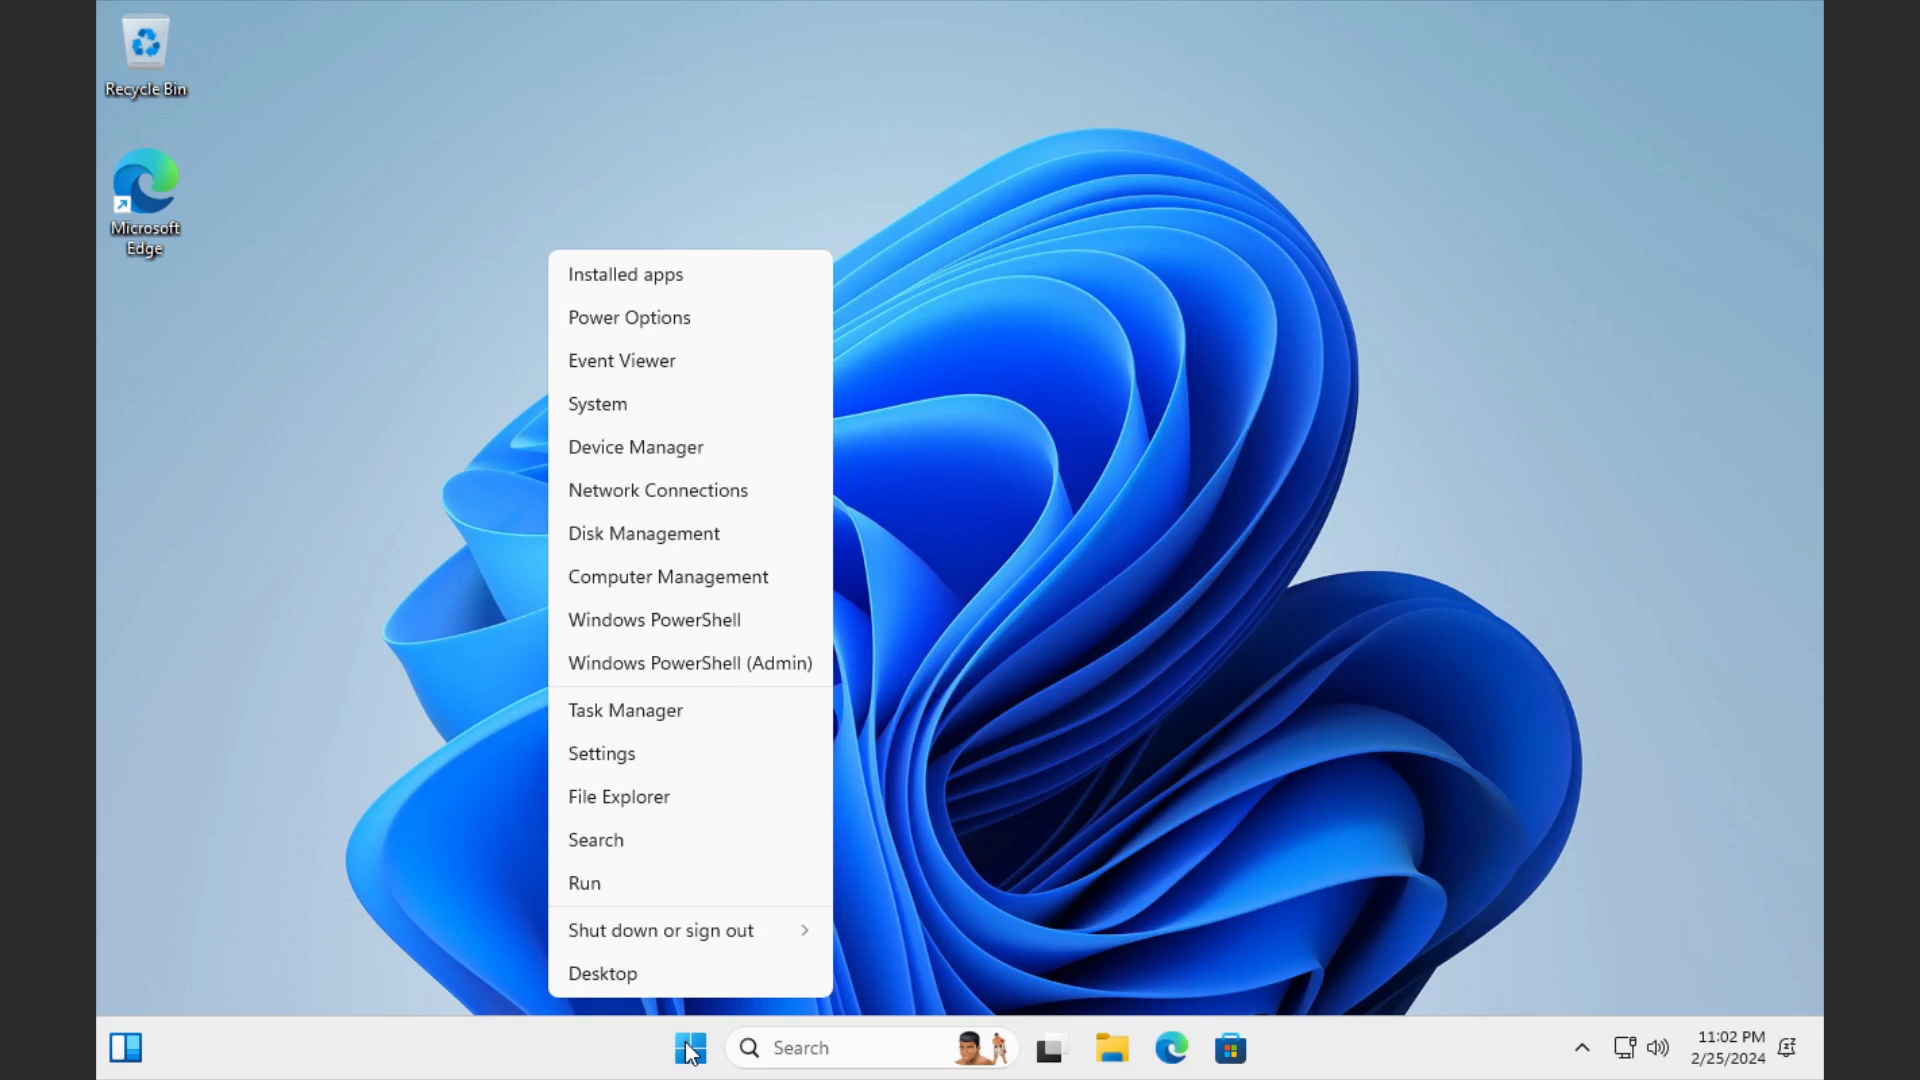 Recycle Bin
Microsoft
Edge
Installed apps
Power Options
Event Viewer
System
Device Manager
Network Connections
Disk Management
Computer Management
Windows PowerShell
Windows PowerShell (Admin)
Task Manager
Settings
File Explorer
Search
Run
Shut down or sign out
Desktop
Search
11:02 PM
2/25/2024